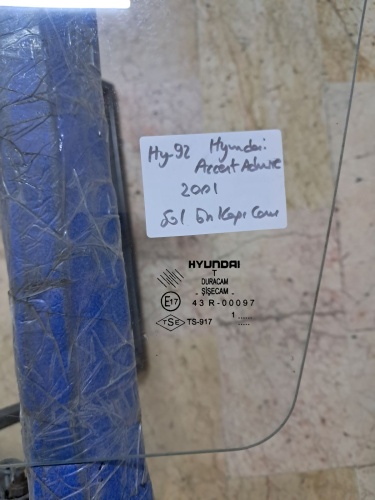 Hy-92 Hyundai
Accent Admire
2001
Sol Ön Kapı Camı
HYUNDAI
T
DURACAM
ŞİŞECAM
E17 43 R-00097
TSE TS-917 1 ......
.....